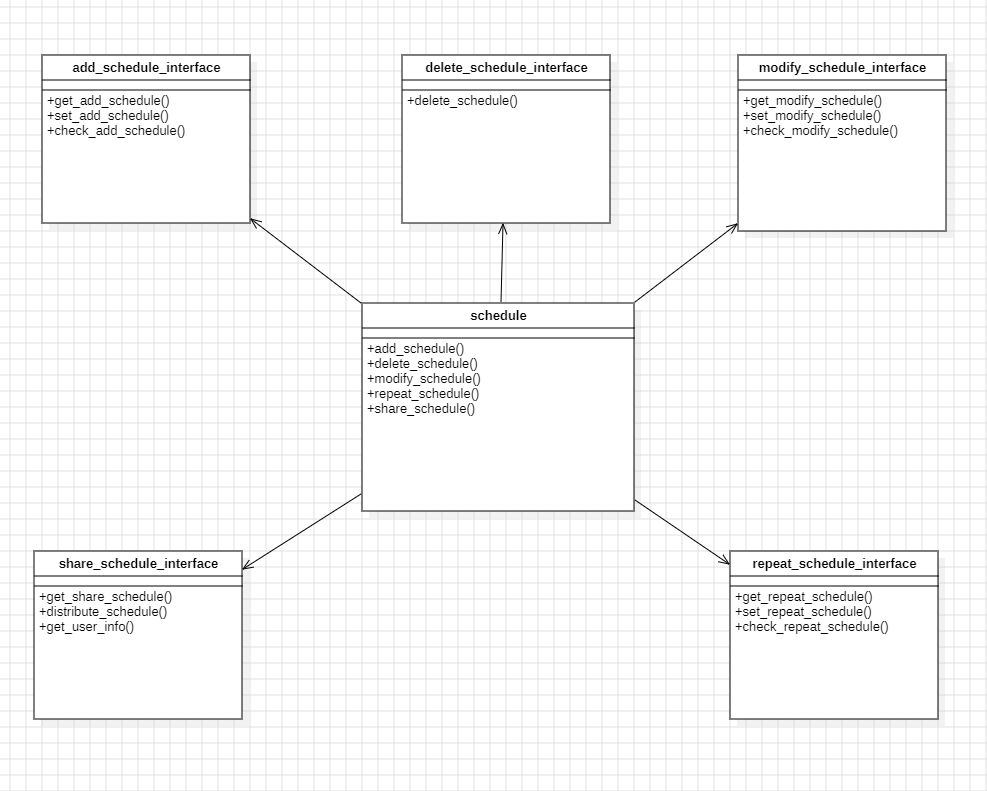 add_schedule_interface
+get_add_schedule()
+set_add_schedule()
+check_add_schedule()
delete_schedule_interface
+delete_schedule()
modify_schedule_interface
+get_modify_schedule()
+set_modify_schedule()
+check_modify_schedule()
schedule
+add_schedule()
+delete_schedule()
+modify_schedule()
+repeat_schedule()
+share_schedule()
share_schedule_interface
+get_share_schedule()
+distribute_schedule()
+get_user_info()
repeat_schedule_interface
+get_repeat_schedule()
+set_repeat_schedule()
+check_repeat_schedule()